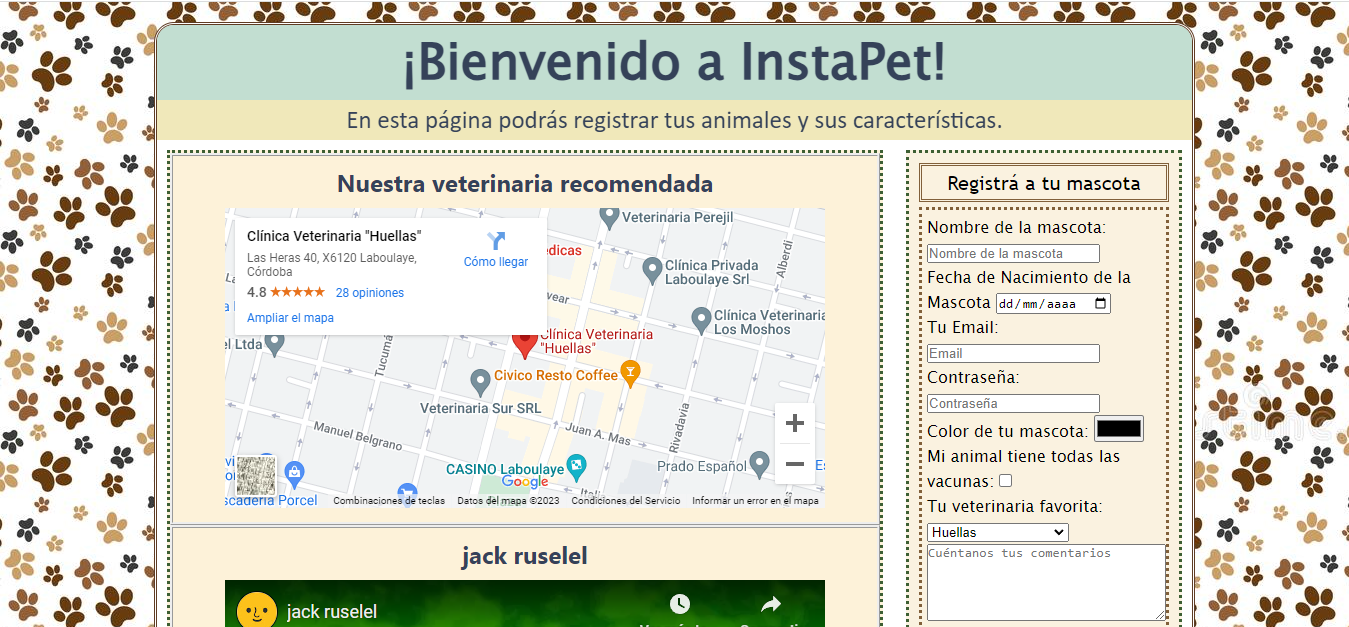 ¡Bienvenido a InstaPet!
En esta página podrás registrar tus animales y sus características.
Nuestra veterinaria recomendada
Clínica Veterinaria "Huellas"
Las Heras 40, X6120 Laboulaye,
Córdoba
4.8
28 opiniones
Ampliar el mapa
Cómo llegar
Veterinaria Perejil
édicas
Clínica Privada
Laboulaye Srl
Alberdi
vear
Clínica Veterinaria
Los Moshos
el Ltda
Tucumá
Clínica Veterinaria
"Huellas"
Civico Resto Coffee
Veterinaria Sur SRL
Manuel Belgrano
Juan A. Mas
Rivadavia
CASINO Laboulaye
Prado Español
Google
scadería Porcel
Combinaciones de teclas
Datos del mapa ©2023
Condiciones del Servicio
Informar un error en el mapa
jack ruselel
jack ruselel
Registrá a tu mascota
Nombre de la mascota:
Nombre de la mascota
Fecha de Nacimiento de la
Mascota dd/mm/aaaa
Tu Email:
Email
Contraseña:
Contraseña
Color de tu mascota:
Mi animal tiene todas las
vacunas:
Tu veterinaria favorita:
Huellas
Cuéntanos tus comentarios